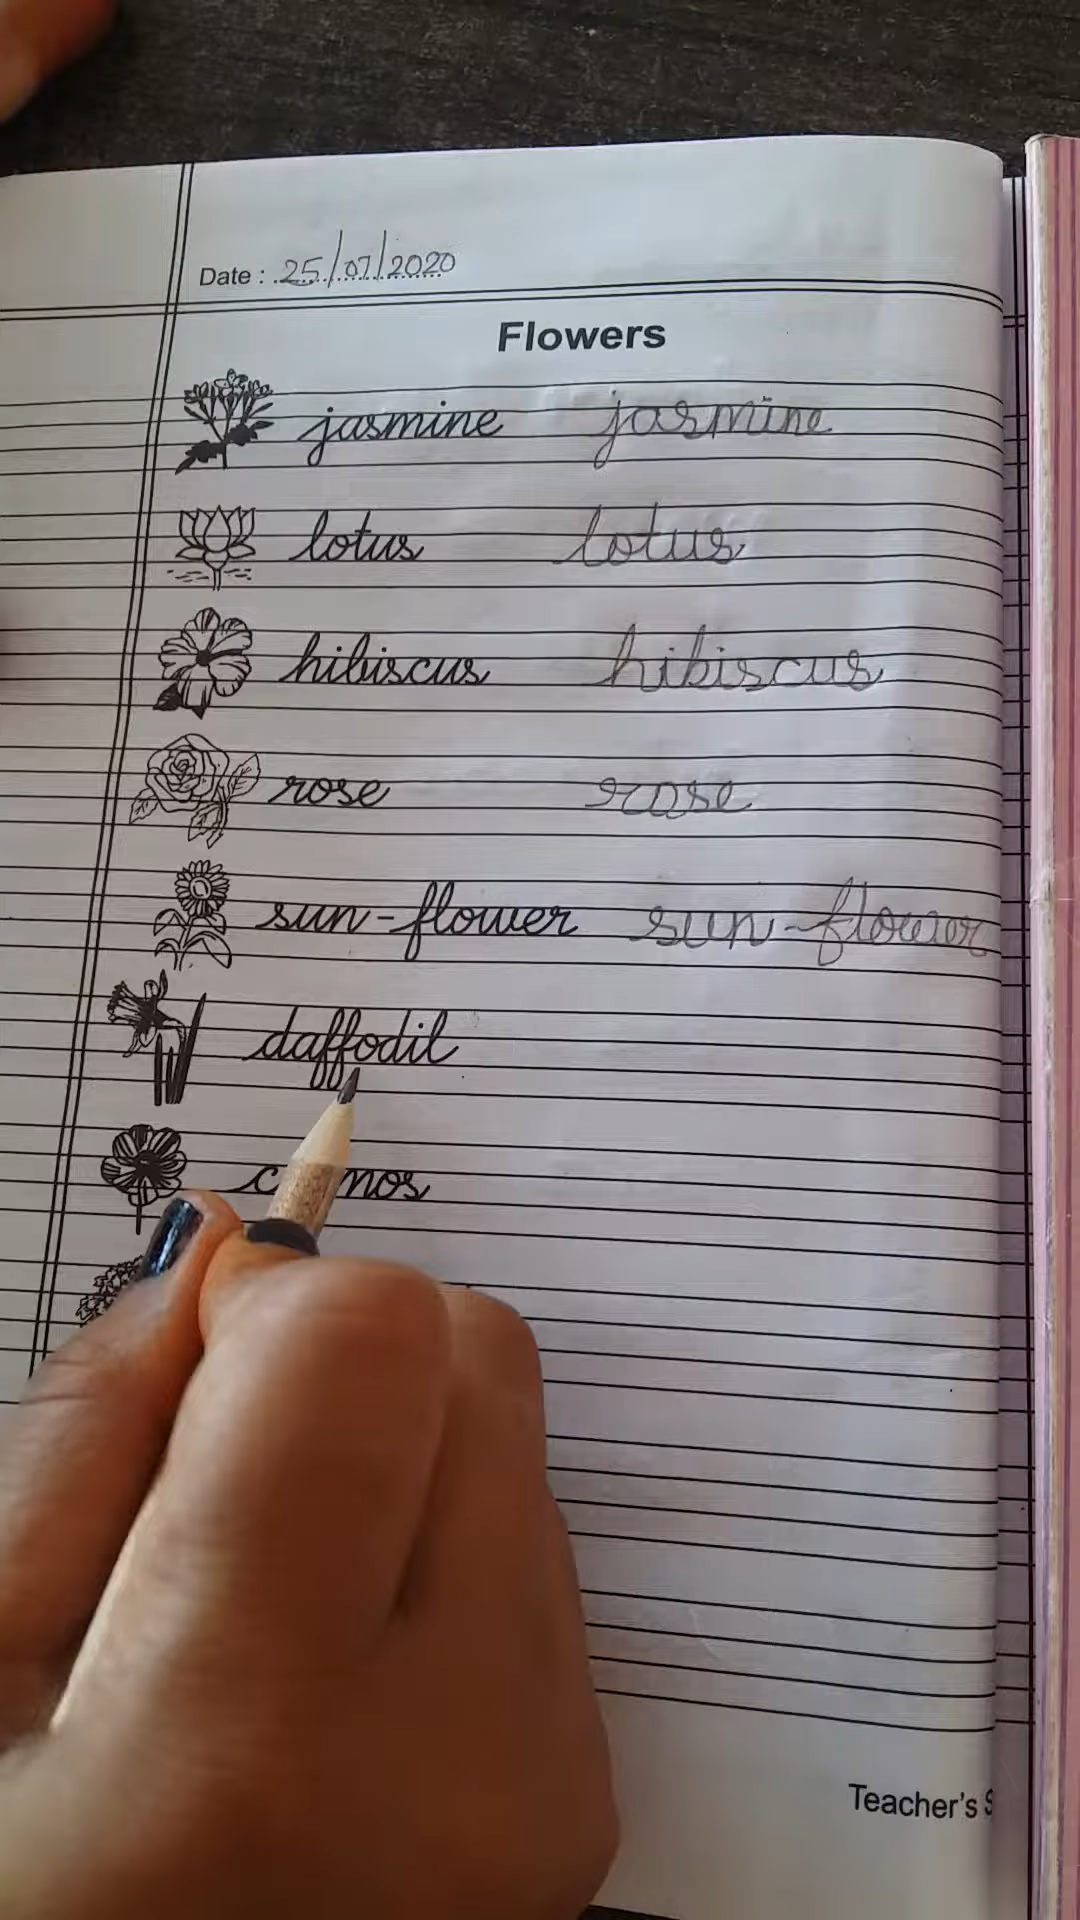 Date : 25/07/2020
Flowers
jasmine jasmine
lotus lotus
hibiscus hibiscus
rose rose
sun-flower sun-flower
daffodil
Teacher's